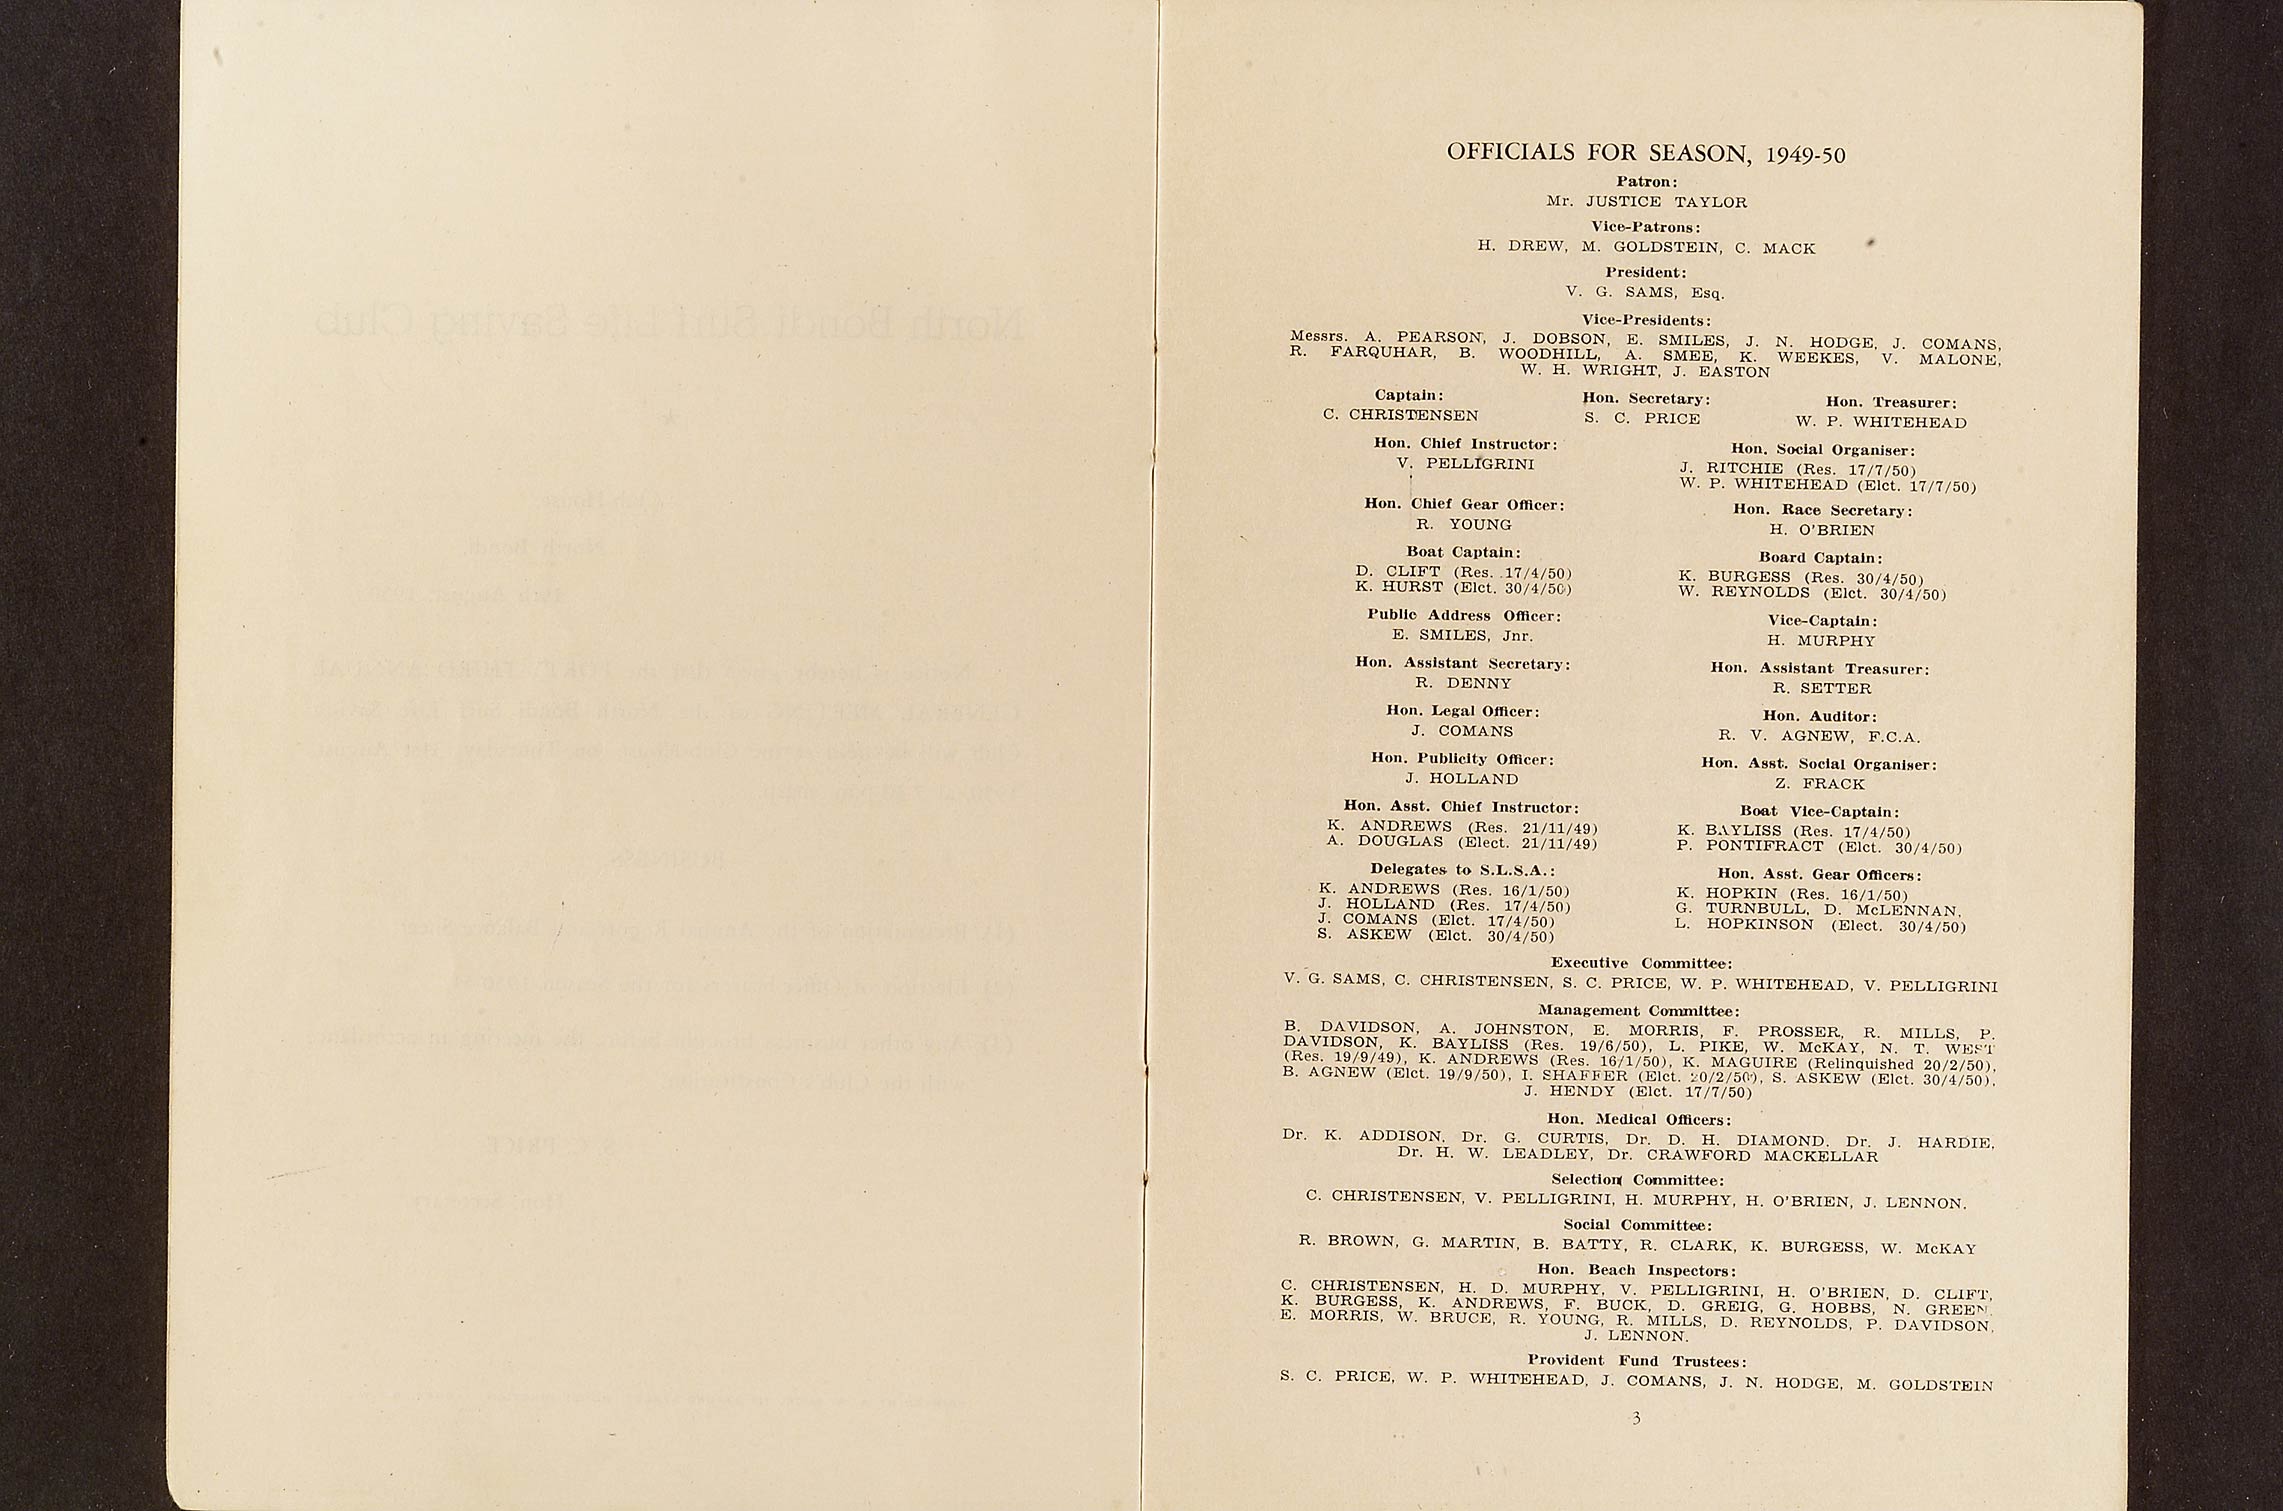 North Bondi Surf Life Saving Club
OFFICIALS FOR SEASON, 1949-50
Patron:
Mr. JUSTICE TAYLOR
Vice-Patrons:
H. DREW, M. GOLDSTEIN, C. MACK
President:
V. G. SAMS, Esq.
Vice-Presidents:
Messrs. A. PEARSON, J. DOBSON, E. SMILES, J. N. HODGE, J. COMANS,
R. FARQUHAR, B. WOODHILL, A. SMEE, K. WEEKES, V. MALONE,
W. H. WRIGHT, J. EASTON
Captain: Hon. Secretary: Hon. Treasurer:
C. CHRISTENSEN S. C. PRICE W. P. WHITEHEAD
Hon. Chief Instructor:
V. PELLIGRINI
Hon. Social Organiser:
J. RITCHIE (Res. 17/7/50)
W. P. WHITEHEAD (Elct. 17/7/50)
Hon. Chief Gear Officer:
R. YOUNG
Hon. Race Secretary:
H. O'BRIEN
Boat Captain:
D. CLIFT (Res. 17/4/50)
K. HURST (Elct. 30/4/50)
Board Captain:
K. BURGESS (Res. 30/4/50)
W. REYNOLDS (Elct. 30/4/50)
Public Address Officer:
E. SMILES, Jnr.
Vice-Captain:
H. MURPHY
Hon. Assistant Secretary:
R. DENNY
Hon. Assistant Treasurer:
R. SETTER
Hon. Legal Officer:
J. COMANS
Hon. Auditor:
R. V. AGNEW, F.C.A.
Hon. Publicity Officer:
J. HOLLAND
Hon. Asst. Social Organiser:
Z. FRACK
Hon. Asst. Chief Instructor:
K. ANDREWS (Res. 21/11/49)
A. DOUGLAS (Elect. 21/11/49)
Boat Vice-Captain:
K. BAYLISS (Res. 17/4/50)
P. PONTIFRACT (Elct. 30/4/50)
Delegates to S.L.S.A.:
K. ANDREWS (Res. 16/1/50)
J. HOLLAND (Res. 17/4/50)
J. COMANS (Elct. 17/4/50)
S. ASKEW (Elct. 30/4/50)
Hon. Asst. Gear Officers:
K. HOPKIN (Res. 16/1/50)
G. TURNBULL, D. McLENNAN,
L. HOPKINSON (Elect. 30/4/50)
Executive Committee:
V. G. SAMS, C. CHRISTENSEN, S. C. PRICE, W. P. WHITEHEAD, V. PELLIGRINI
Management Committee:
B. DAVIDSON, A. JOHNSTON, E. MORRIS, F. PROSSER, R. MILLS, P.
DAVIDSON, K. BAYLISS (Res. 19/6/50), L. PIKE, W. McKAY, N. T. WEST
(Res. 19/9/49), K. ANDREWS (Res. 16/1/50), K. MAGUIRE (Relinquished 20/2/50),
B. AGNEW (Elct. 19/9/50), I. SHAFFER (Elct. 20/2/50), S. ASKEW (Elct. 30/4/50),
J. HENDY (Elct. 17/7/50)
Hon. Medical Officers:
Dr. K. ADDISON, Dr. G. CURTIS, Dr. D. H. DIAMOND, Dr. J. HARDIE,
Dr. H. W. LEADLEY, Dr. CRAWFORD MACKELLAR
Selection Committee:
C. CHRISTENSEN, V. PELLIGRINI, H. MURPHY, H. O'BRIEN, J. LENNON.
Social Committee:
R. BROWN, G. MARTIN, B. BATTY, R. CLARK, K. BURGESS, W. McKAY
Hon. Beach Inspectors:
C. CHRISTENSEN, H. D. MURPHY, V. PELLIGRINI, H. O'BRIEN, D. CLIFT,
K. BURGESS, K. ANDREWS, F. BUCK, D. GREIG, G. HOBBS, N. GREEN,
E. MORRIS, W. BRUCE, R. YOUNG, R. MILLS, D. REYNOLDS, P. DAVIDSON,
J. LENNON.
Provident Fund Trustees:
S. C. PRICE, W. P. WHITEHEAD, J. COMANS, J. N. HODGE, M. GOLDSTEIN
3